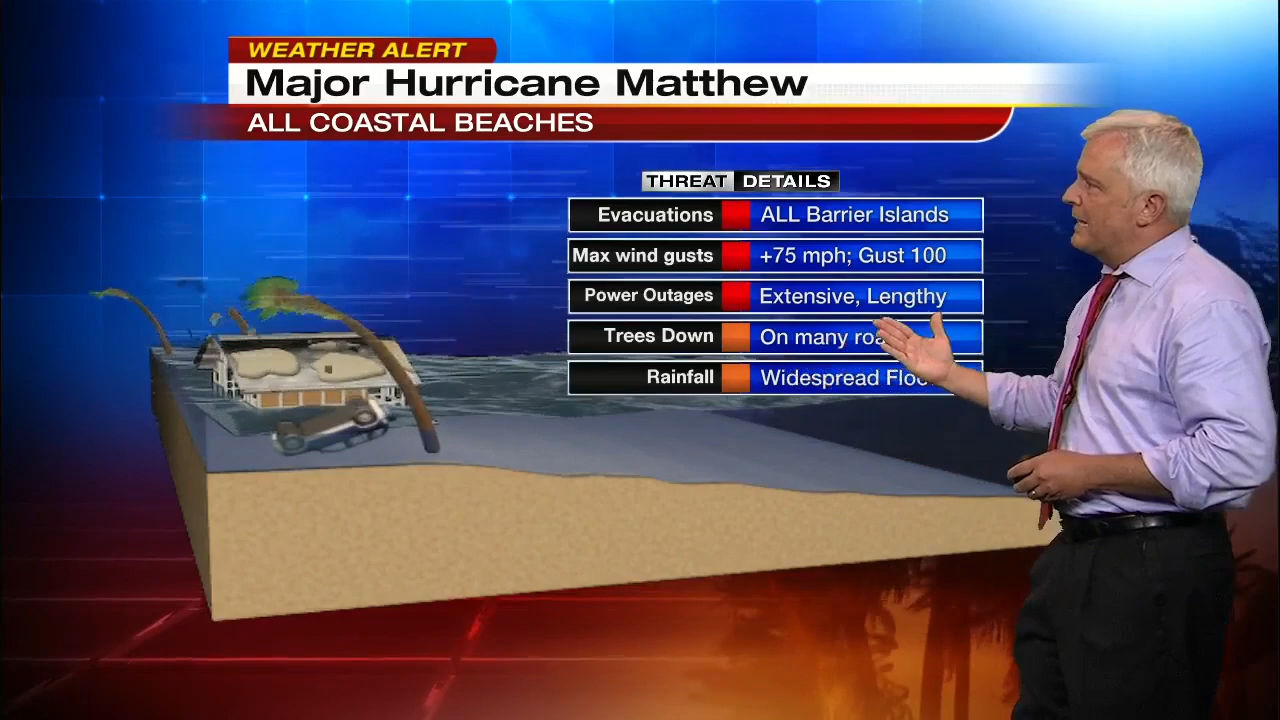 WEATHER ALERT
Major Hurricane Matthew
ALL COASTAL BEACHES
THREAT DETAILS
Evacuations ALL Barrier Islands
Max wind gusts +75 mph; Gust 100
Power Outages Extensive, Lengthy
Trees Down On many
Rainfall Widespread